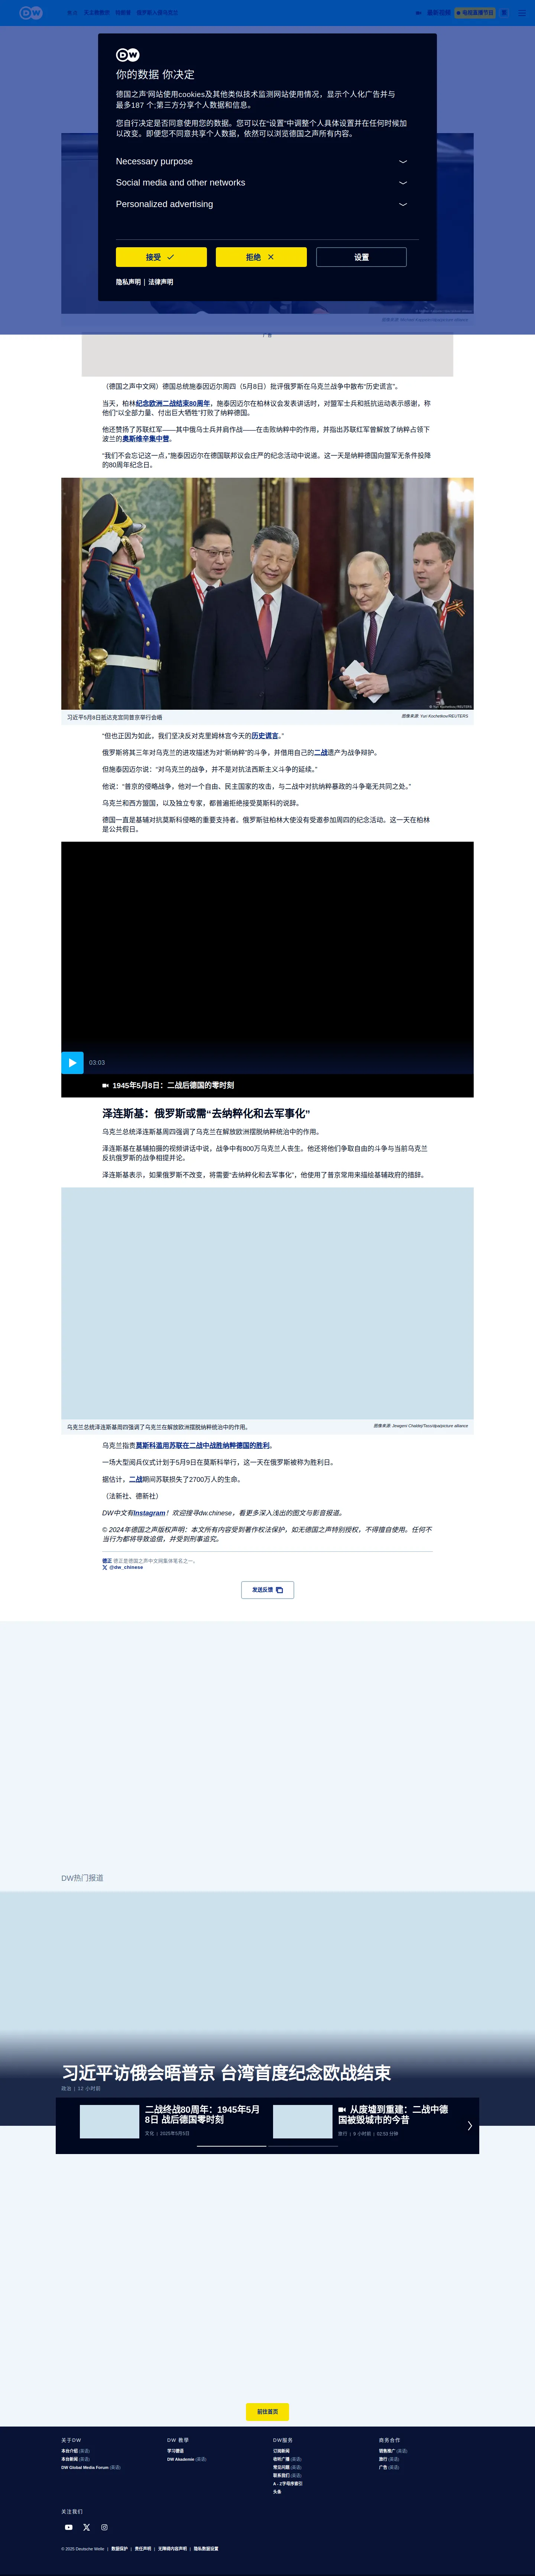 DW
最新视频
电视直播节目
DW
你的数据 你决定
德国之声网站使用cookies及其他类似技术监测网站使用情况，显示个人化广告并与
最多187 个;第三方分享个人数据和信息。
您自行决定是否同意使用您的数据。您可以在“设置”中调整个人具体设置并在任何时候加
以改变。即使您不同意共享个人数据，依然可以浏览德国之声所有内容。
Necessary purpose
Social media and other networks
Personalized advertising
接受
拒绝
设置
隐私声明 | 法律声明
广告
（德国之声中文网）德国总统施泰因迈尔周四（5月8日）批评俄罗斯在乌克兰战争中散布“历史谎言”。
当天，柏林纪念欧洲二战结束80周年，施泰因迈尔在柏林议会发表讲话时，对盟军士兵和抵抗运动表示感谢，称
他们“以全部力量、付出巨大牺牲”打败了纳粹德国。
他还赞扬了苏联红军——其中俄乌士兵并肩作战——在击败纳粹中的作用，并指出苏联红军曾解放了纳粹占领下
波兰的奥斯维辛集中营。
“我们不会忘记这一点，”施泰因迈尔在德国联邦议会庄严的纪念活动中说道。这一天是纳粹德国向盟军无条件投降
的80周年纪念日。
© Yuri Kochetkov/REUTERS
习近平5月8日抵达克宫同普京举行会晤
图像来源: Yuri Kochetkov/REUTERS
“但也正因为如此，我们坚决反对克里姆林宫今天的历史谎言。”
俄罗斯将其三年对乌克兰的进攻描述为对“新纳粹”的斗争，并借用自己的二战遗产为战争辩护。
但施泰因迈尔说：“对乌克兰的战争，并不是对抗法西斯主义斗争的延续。”
他说：“普京的侵略战争，他对一个自由、民主国家的攻击，与二战中对抗纳粹暴政的斗争毫无共同之处。”
乌克兰和西方盟国，以及独立专家，都普遍拒绝接受莫斯科的说辞。
德国一直是基辅对抗莫斯科侵略的重要支持者。俄罗斯驻柏林大使没有受邀参加周四的纪念活动。这一天在柏林
是公共假日。
03:03
1945年5月8日：二战后德国的零时刻
泽连斯基：俄罗斯或需“去纳粹化和去军事化”
乌克兰总统泽连斯基周四强调了乌克兰在解放欧洲摆脱纳粹统治中的作用。
泽连斯基在基辅拍摄的视频讲话中说，战争中有800万乌克兰人丧生。他还将他们争取自由的斗争与当前乌克兰
反抗俄罗斯的战争相提并论。
泽连斯基表示，如果俄罗斯不改变，将需要“去纳粹化和去军事化”，他使用了普京常用来描绘基辅政府的措辞。
乌克兰总统泽连斯基周四强调了乌克兰在解放欧洲摆脱纳粹统治中的作用。
图像来源: Jimageni Chattej/Tass/dpa/picture alliance
乌克兰指责莫斯科滥用苏联在二战中战胜纳粹德国的胜利。
一场大型阅兵仪式计划于5月9日在莫斯科举行，这一天在俄罗斯被称为胜利日。
据估计，二战期间苏联损失了2700万人的生命。
（法新社、德新社）
DW中文有Instagram！欢迎搜寻dw.chinese，看更多深入浅出的图文与影音报道。
© 2024年德国之声版权声明：本文所有内容受到著作权法保护，如无德国之声特别授权，不得擅自使用。任何不
当行为都将导致追偿，并受到刑事追究。
德正 德正是德国之声中文网集体笔名之一。
@dw_chinese
发送反馈
DW热门报道
习近平访俄会晤普京 台湾首度纪念欧战结束
政治 | 12 小时前
二战终战80周年：1945年5月
8日 战后德国零时刻
文化 | 2025年5月5日
从废墟到重建：二战中德
国被毁城市的今昔
旅行 | 9 小时前 | 02:53 分钟
前往首页
关于DW
本台介绍 (英语)
本台新闻 (英语)
DW Global Media Forum (英语)
DW 教學
学习德语
DW Akademie (英语)
DW服务
订阅新闻
收听广播 (英语)
常见问题 (英语)
联系我们 (英语)
A - Z字母序索引
头条
商务合作
销售推广 (英语)
旅行 (英语)
广告 (英语)
关注我们
© 2025 Deutsche Welle | 数据保护 | 责任声明 | 无障碍内容声明 | 隐私数据设置